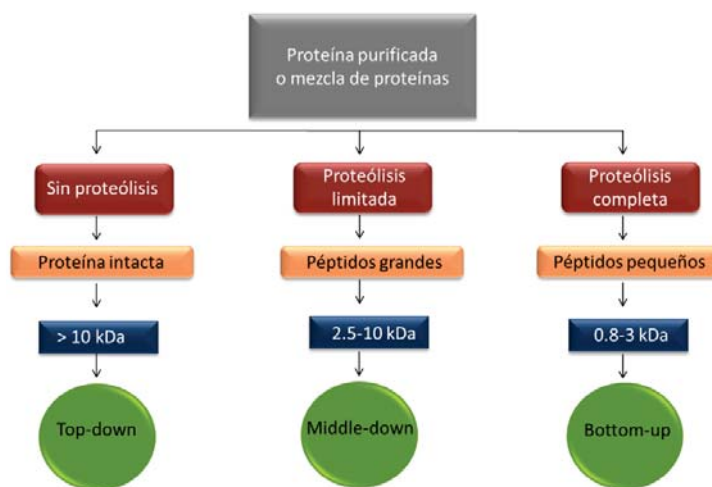 Proteína purificada
o mezcla de proteínas
Sin proteólisis
Proteólisis
limitada
Proteólisis
completa
Proteína intacta
Péptidos grandes
Péptidos pequeños
> 10 kDa
2.5-10 kDa
0.8-3 kDa
Top-down
Middle-down
Bottom-up